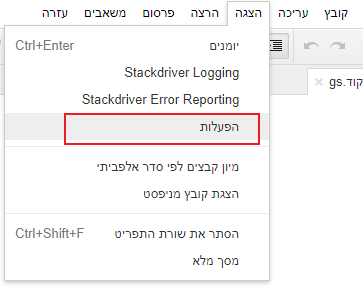 קובץ עריכה הצגה הרצה פרסום משאבים עזרה
קוד.gs
יומנים Ctrl+Enter
Stackdriver Logging
Stackdriver Error Reporting
הפעלות
מיון קבצים לפי סדר אלפביתי
הצגת קובץ מניפסט
הסתר את שורת התפריט Ctrl+Shift+F
מסך מלא